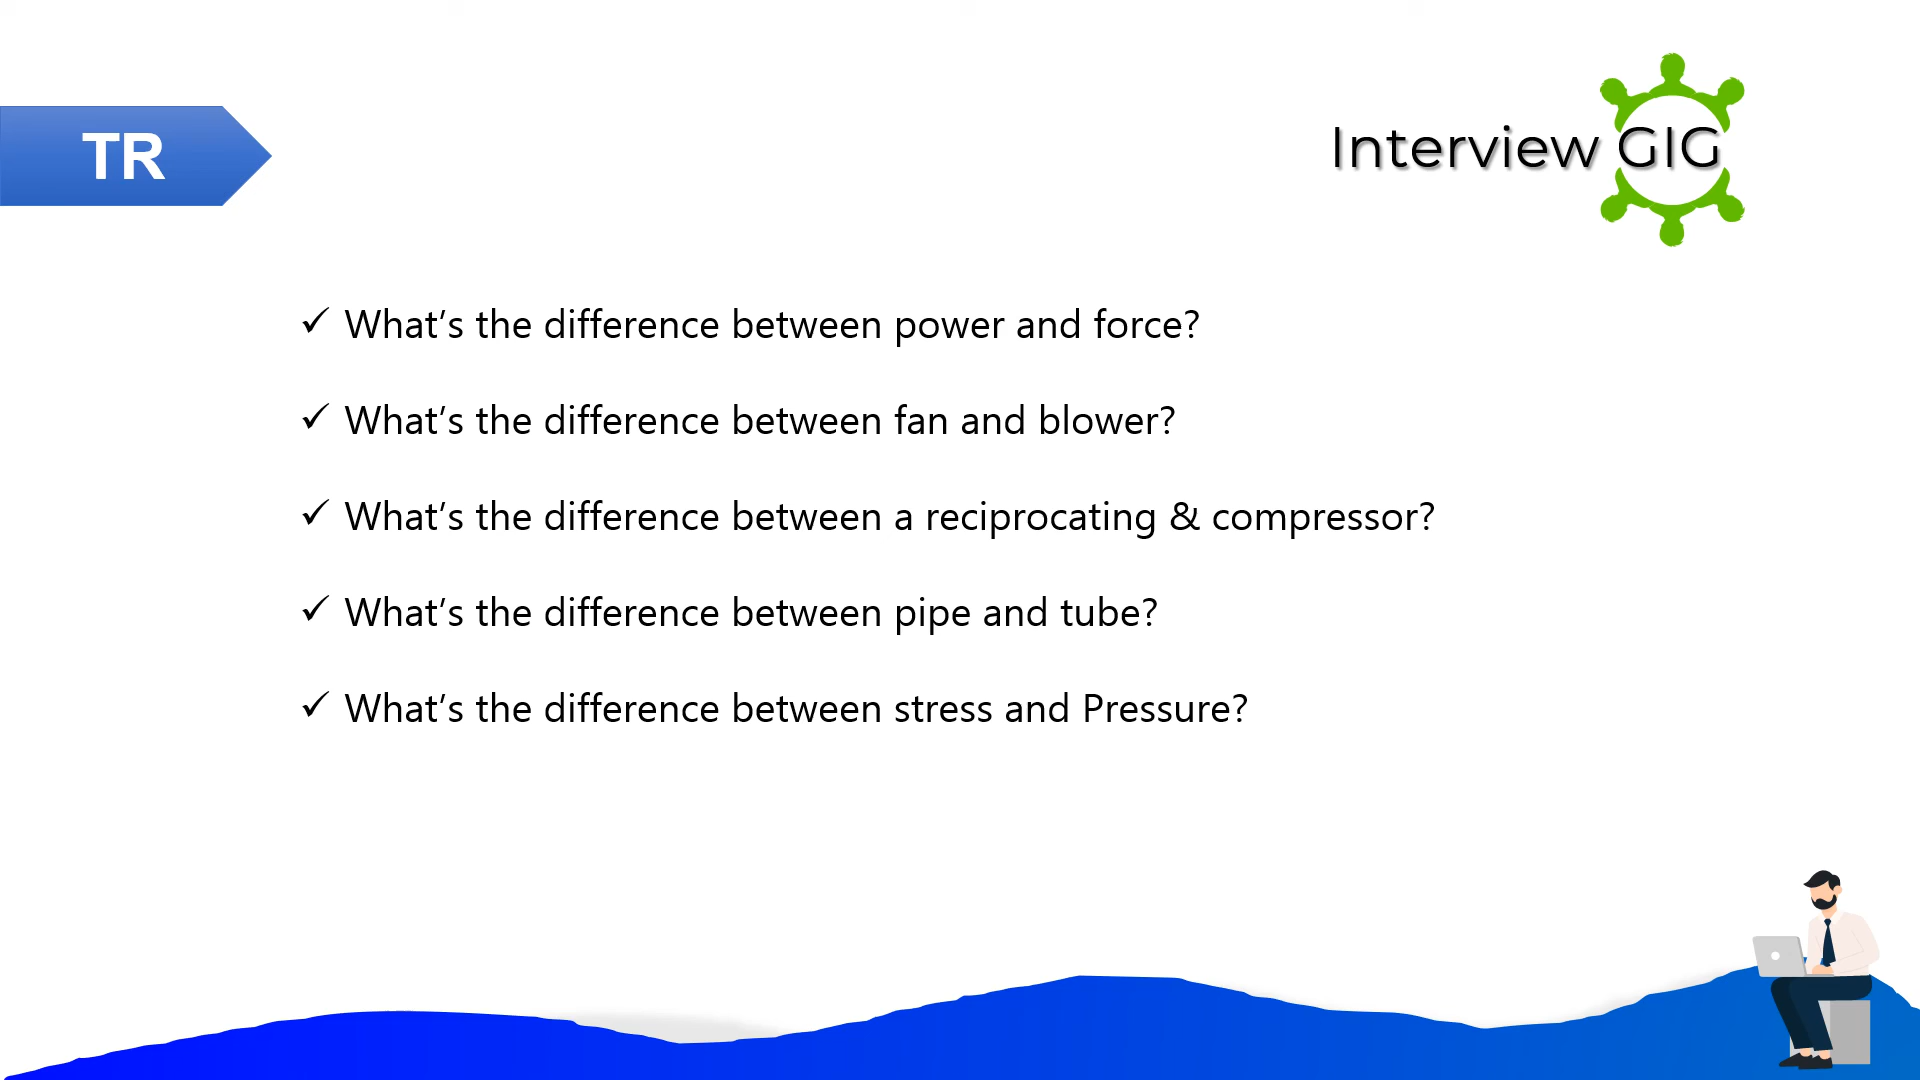 TR
Interview GIG
✓ What’s the difference between power and force?
✓ What’s the difference between fan and blower?
✓ What’s the difference between a reciprocating & compressor?
✓ What’s the difference between pipe and tube?
✓ What’s the difference between stress and Pressure?